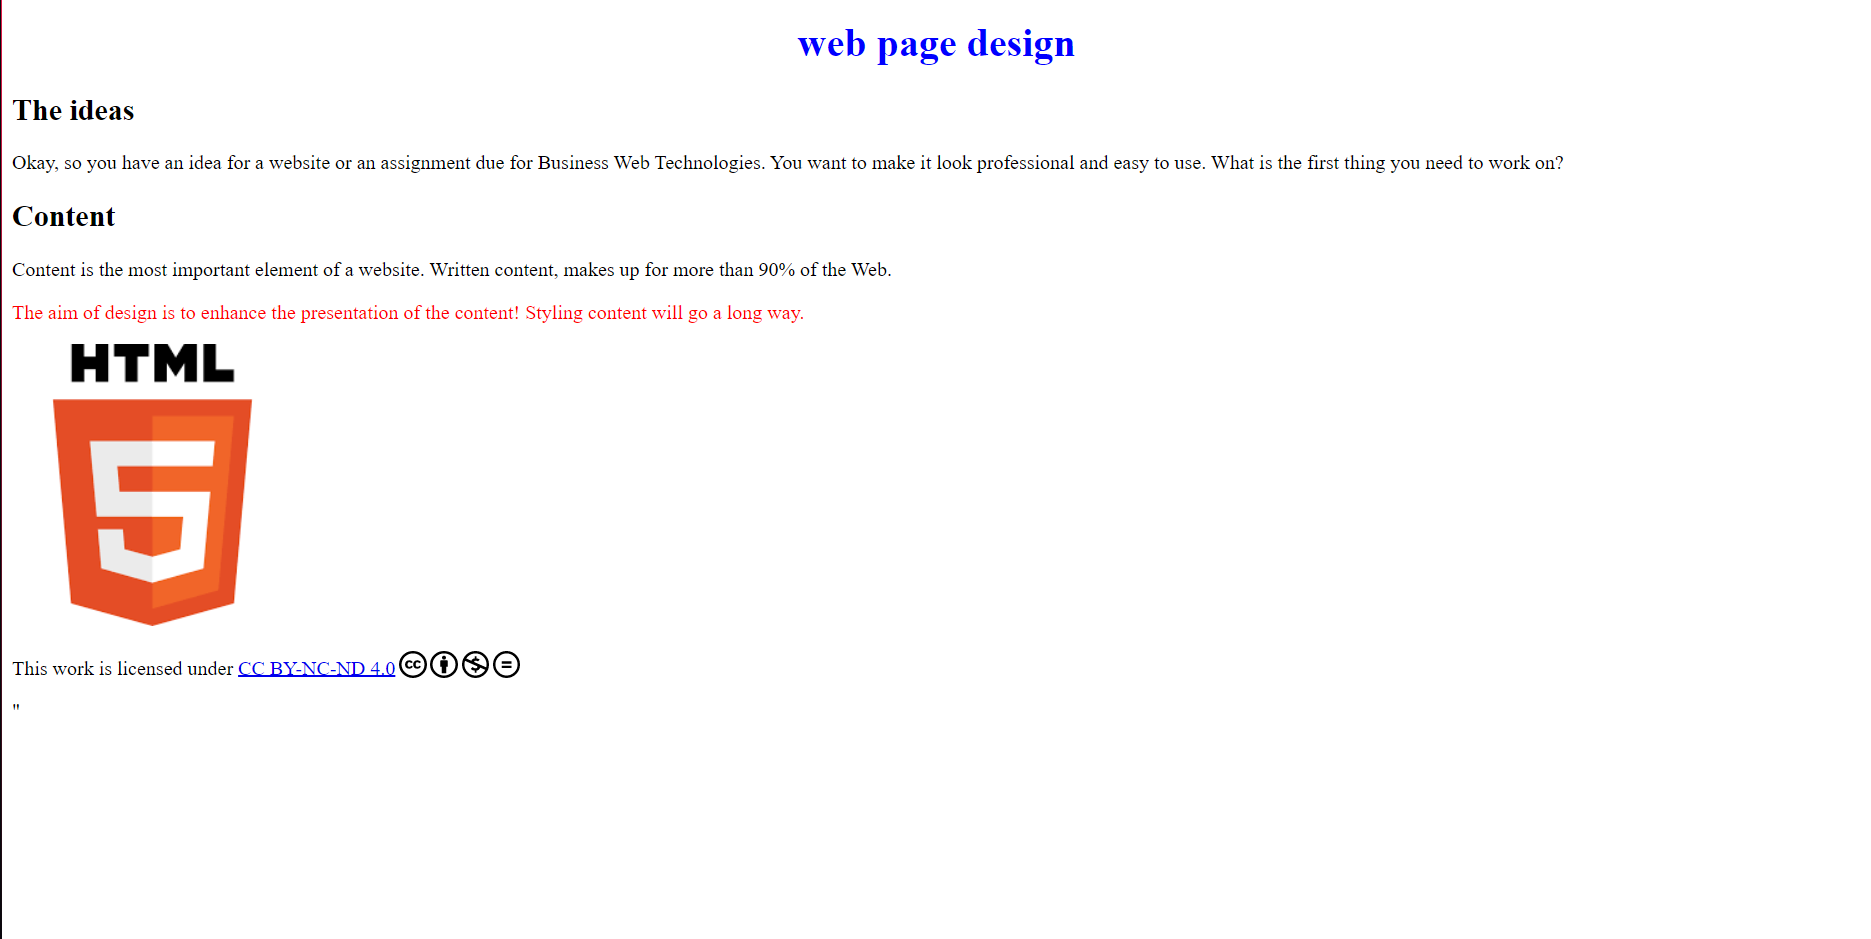 web page design
The ideas
Okay, so you have an idea for a website or an assignment due for Business Web Technologies. You want to make it look professional and easy to use. What is the first thing you need to work on?
Content
Content is the most important element of a website. Written content, makes up for more than 90% of the Web.
The aim of design is to enhance the presentation of the content! Styling content will go a long way.
HTML
5
This work is licensed under CC BY-NC-ND 4.0 cc
"